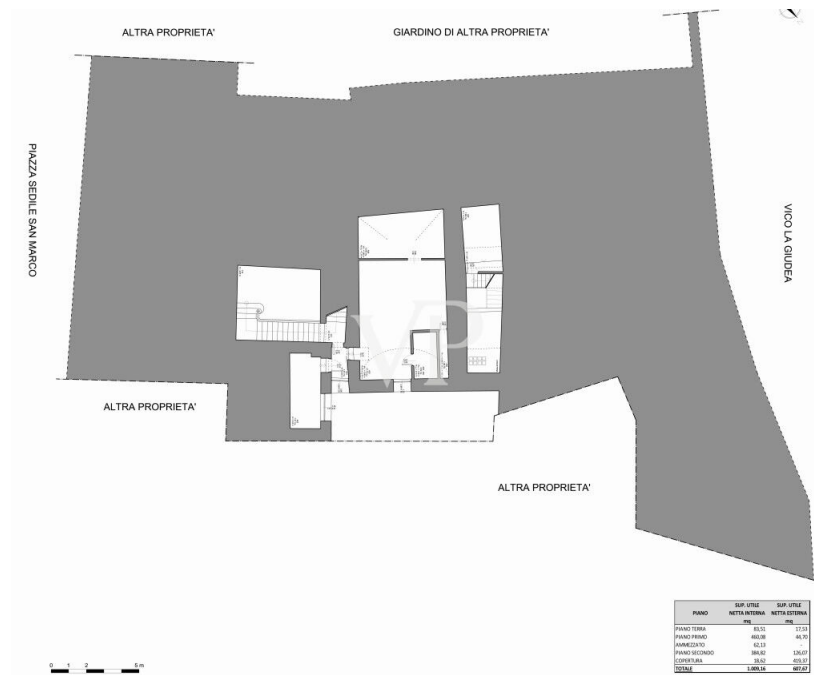 ALTRA PROPRIETA'
GIARDINO DI ALTRA PROPRIETA'
PIAZZA SEDILE SAN MARCO
VICO LA GIUDEA
VP
ALTRA PROPRIETA'
ALTRA PROPRIETA'
PIANO SUP. UTILE NETTA INTERNA mq SUP. UTILE NETTA ESTERNA mq
PIANO TERRA 83,51 17,53
PIANO PRIMO 460,08 44,70
AMMEZZATO 62,13 -
PIANO SECONDO 384,82 126,07
COPERTURA 18,62 419,37
TOTALE 1.009,16 607,67
0 1 2 5 m